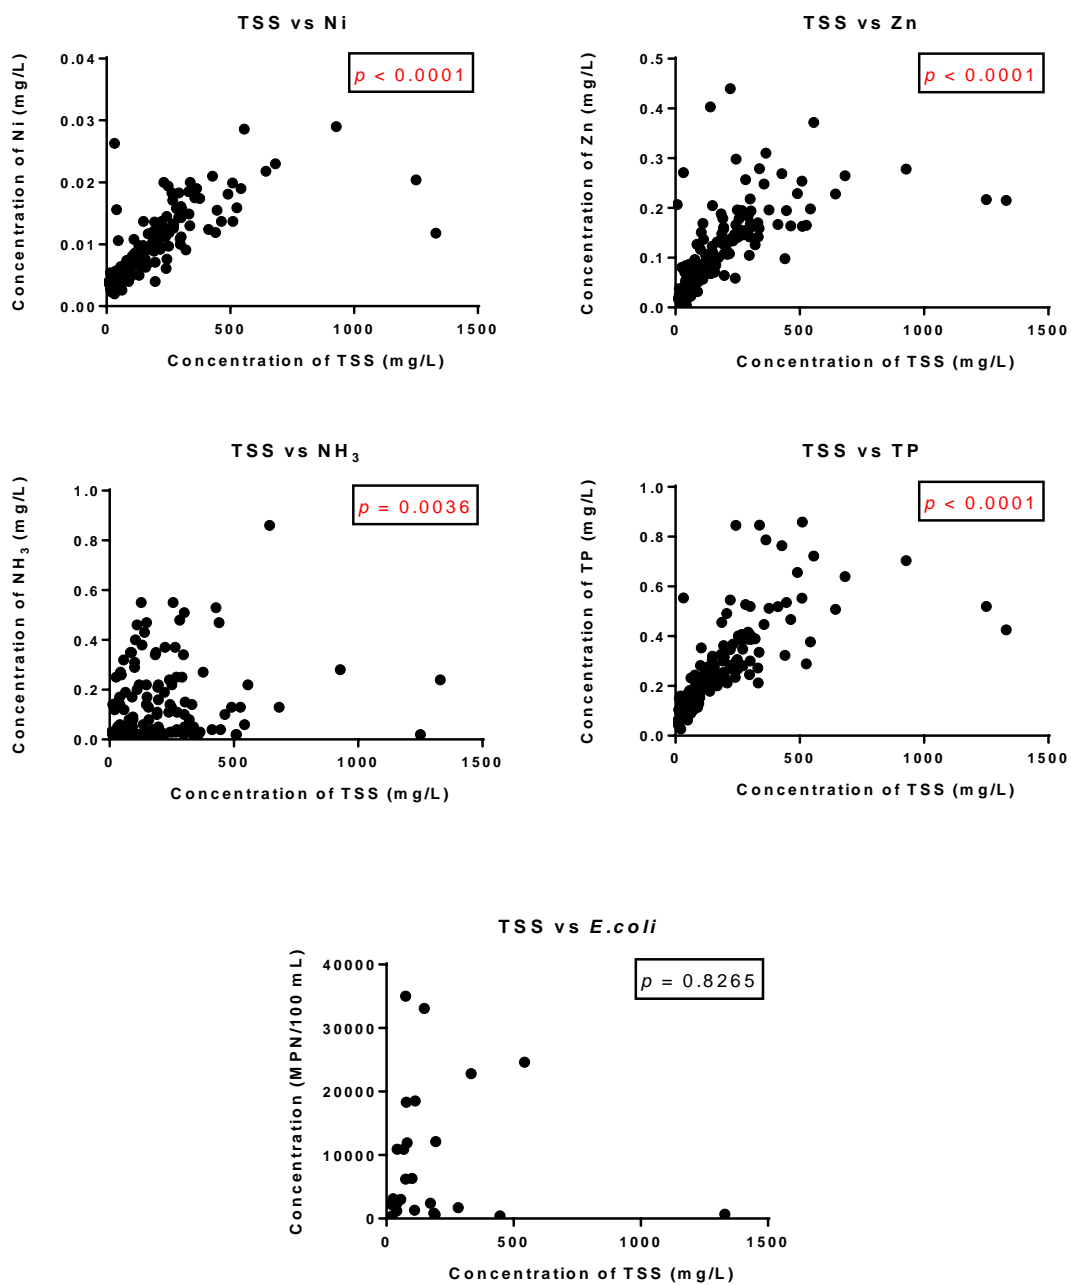 TSS vs Ni
p < 0.0001
Concentration of Ni (mg/L)
0.04
0.03
0.02
0.01
0.00
0
500
1000
1500
Concentration of TSS (mg/L)
TSS vs Zn
p < 0.0001
Concentration of Zn (mg/L)
0.5
0.4
0.3
0.2
0.1
0.0
0
500
1000
1500
Concentration of TSS (mg/L)
TSS vs NH₃
p = 0.0036
Concentration of NH₃ (mg/L)
1.0
0.8
0.6
0.4
0.2
0.0
0
500
1000
1500
Concentration of TSS (mg/L)
TSS vs TP
p < 0.0001
Concentration of TP (mg/L)
1.0
0.8
0.6
0.4
0.2
0.0
0
500
1000
1500
Concentration of TSS (mg/L)
TSS vs E.coli
p = 0.8265
Concentration (MPN/100 mL)
40000
30000
20000
10000
0
0
500
1000
1500
Concentration of TSS (mg/L)